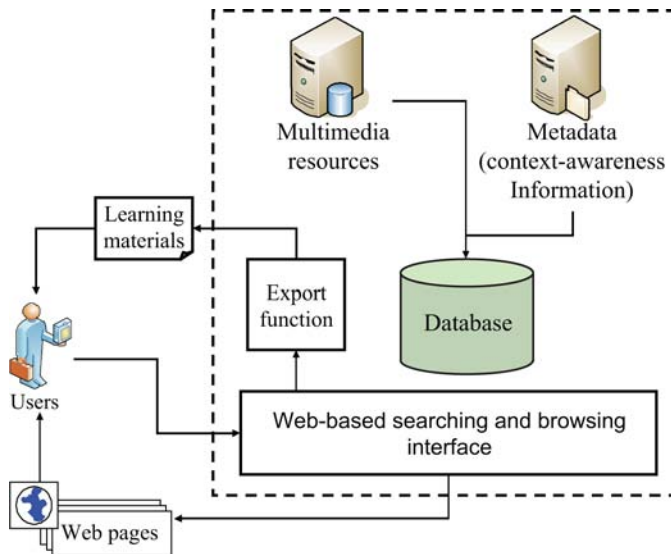 Multimedia
resources
Metadata
(context-awareness
Information)
Learning
materials
Export
function
Database
Users
Web-based searching and browsing
interface
Web pages